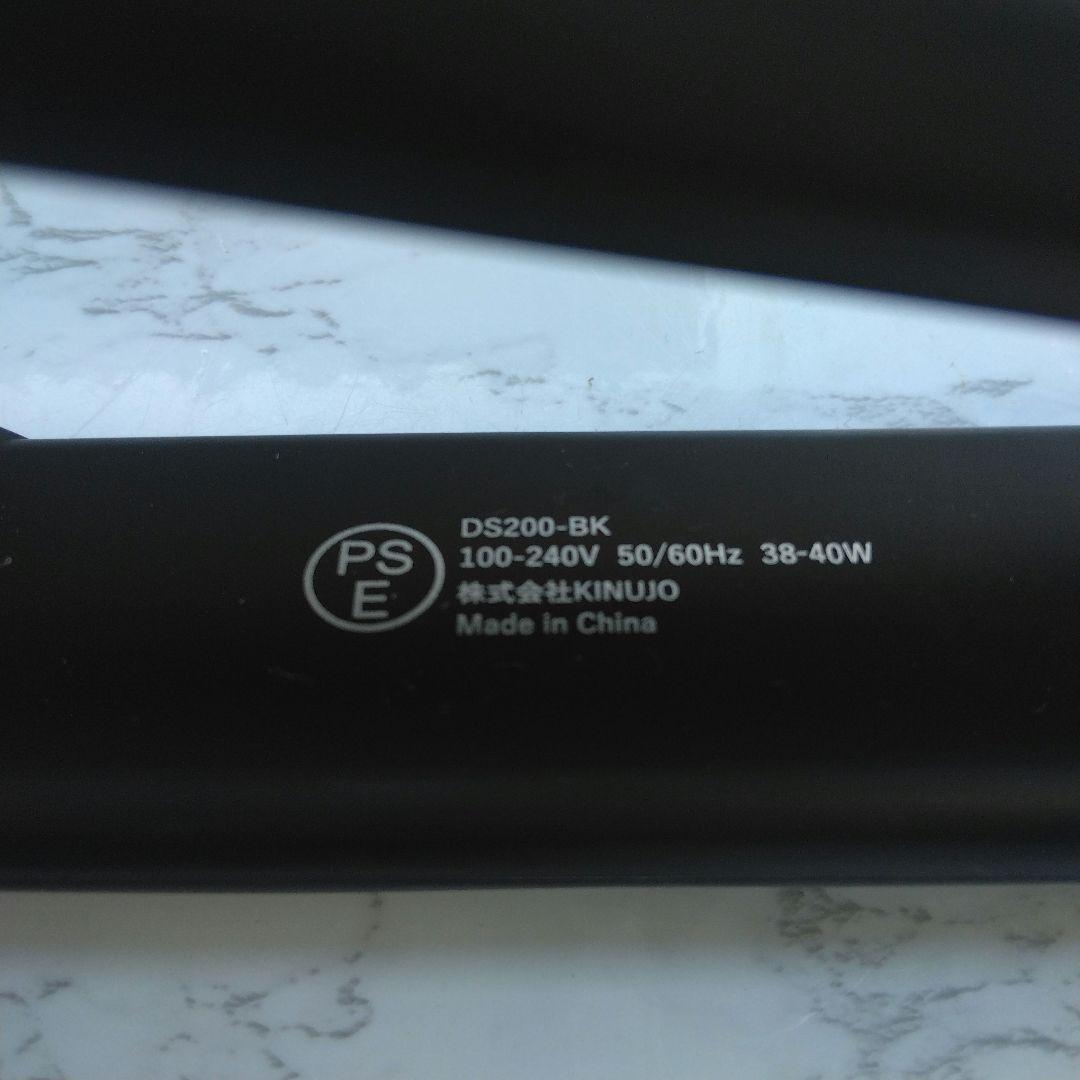 PS
E
DS200-BK
100-240V 50/60Hz 38-40W
株式会社KINUJO
Made in China